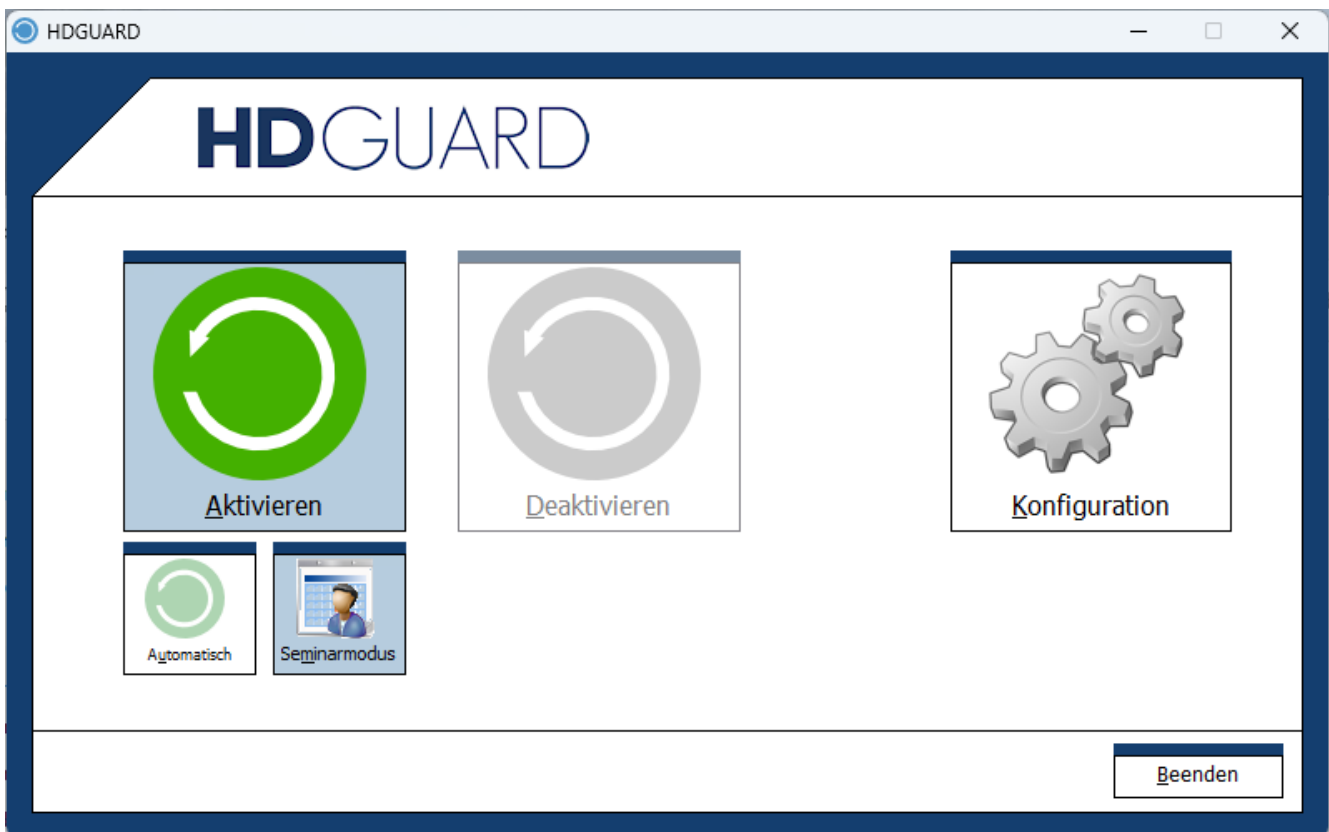 HDGUARD
HDGUARD
Aktivieren
Deaktivieren
Konfiguration
Automatisch
Seminarmodus
Beenden